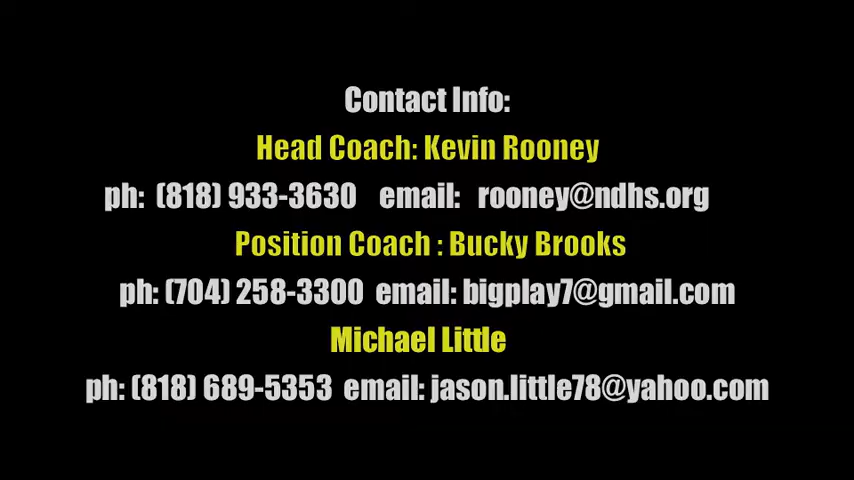 Contact Info:
Head Coach: Kevin Rooney
ph: (818) 933-3630 email: rooney@ndhs.org
Position Coach : Bucky Brooks
ph: (704) 258-3300 email: bigplay7@gmail.com
Michael Little
ph: (818) 689-5353 email: jason.little78@yahoo.com